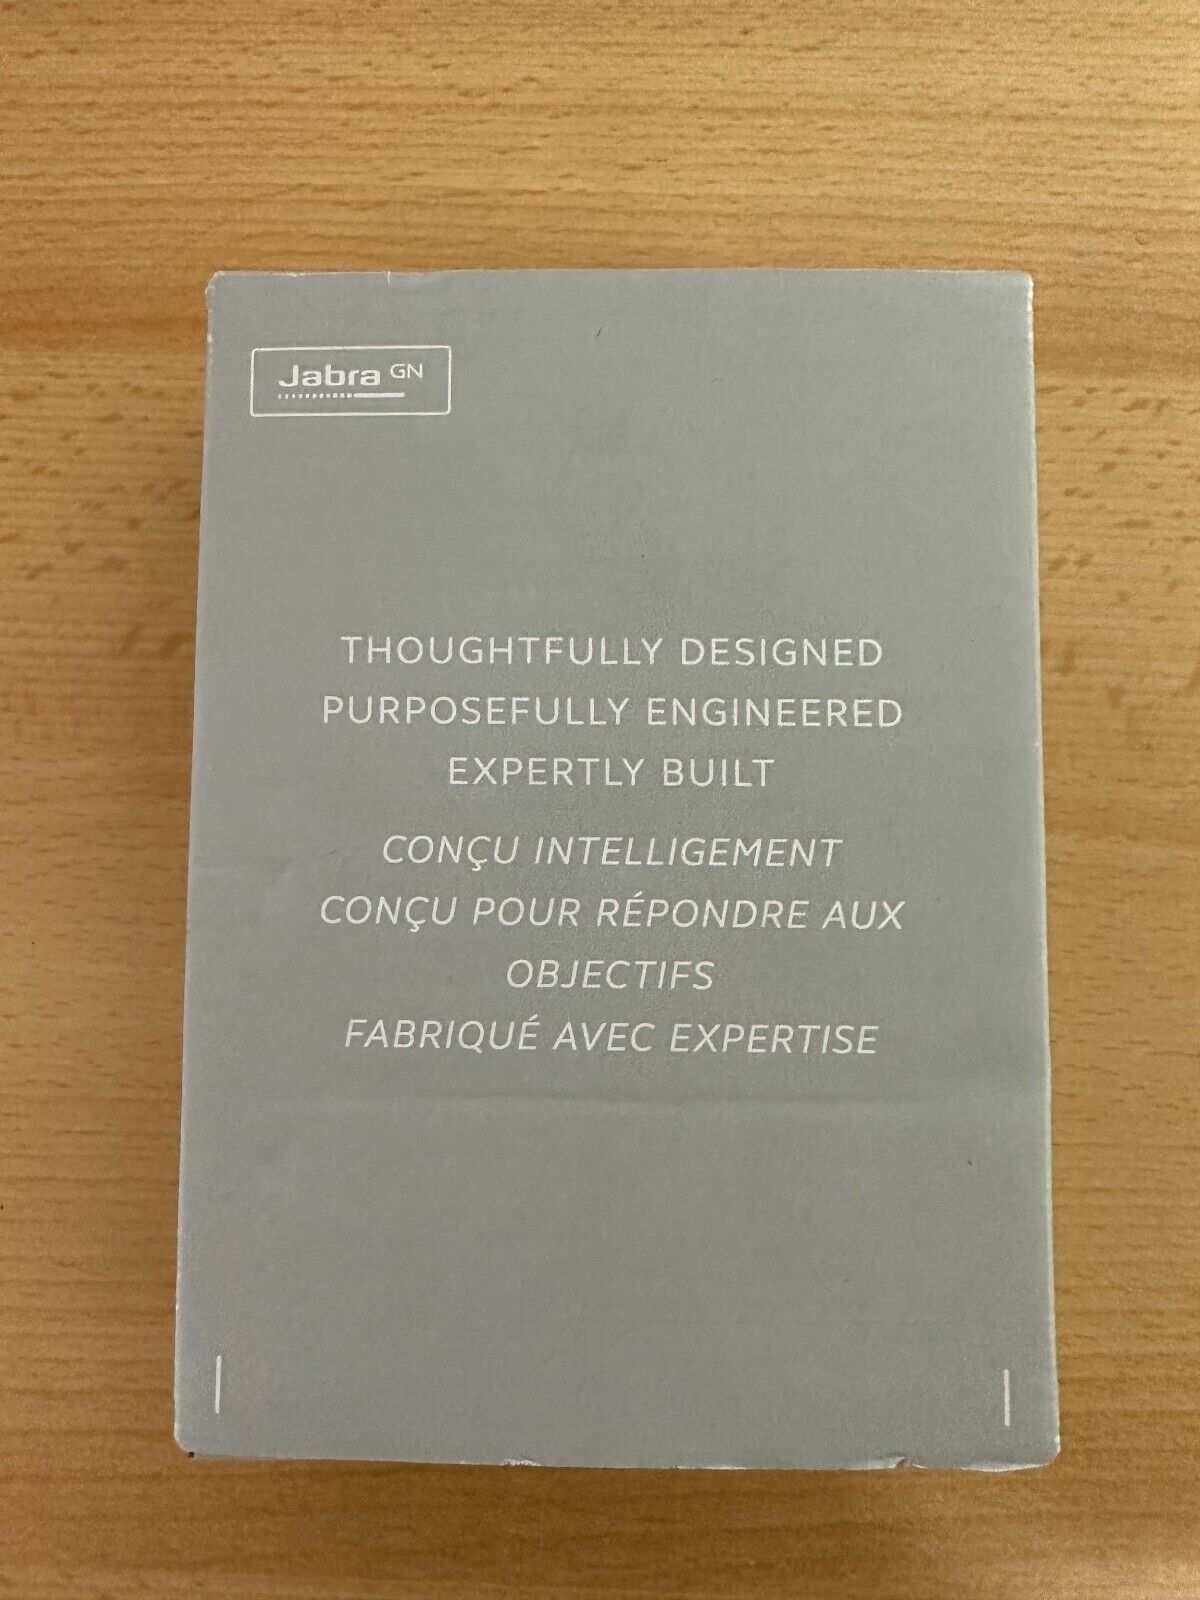 Jabra GN
THOUGHTFULLY DESIGNED
PURPOSEFULLY ENGINEERED
EXPERTLY BUILT
CONÇU INTELLIGEMENT
CONÇU POUR RÉPONDRE AUX
OBJECTIFS
FABRIQUÉ AVEC EXPERTISE